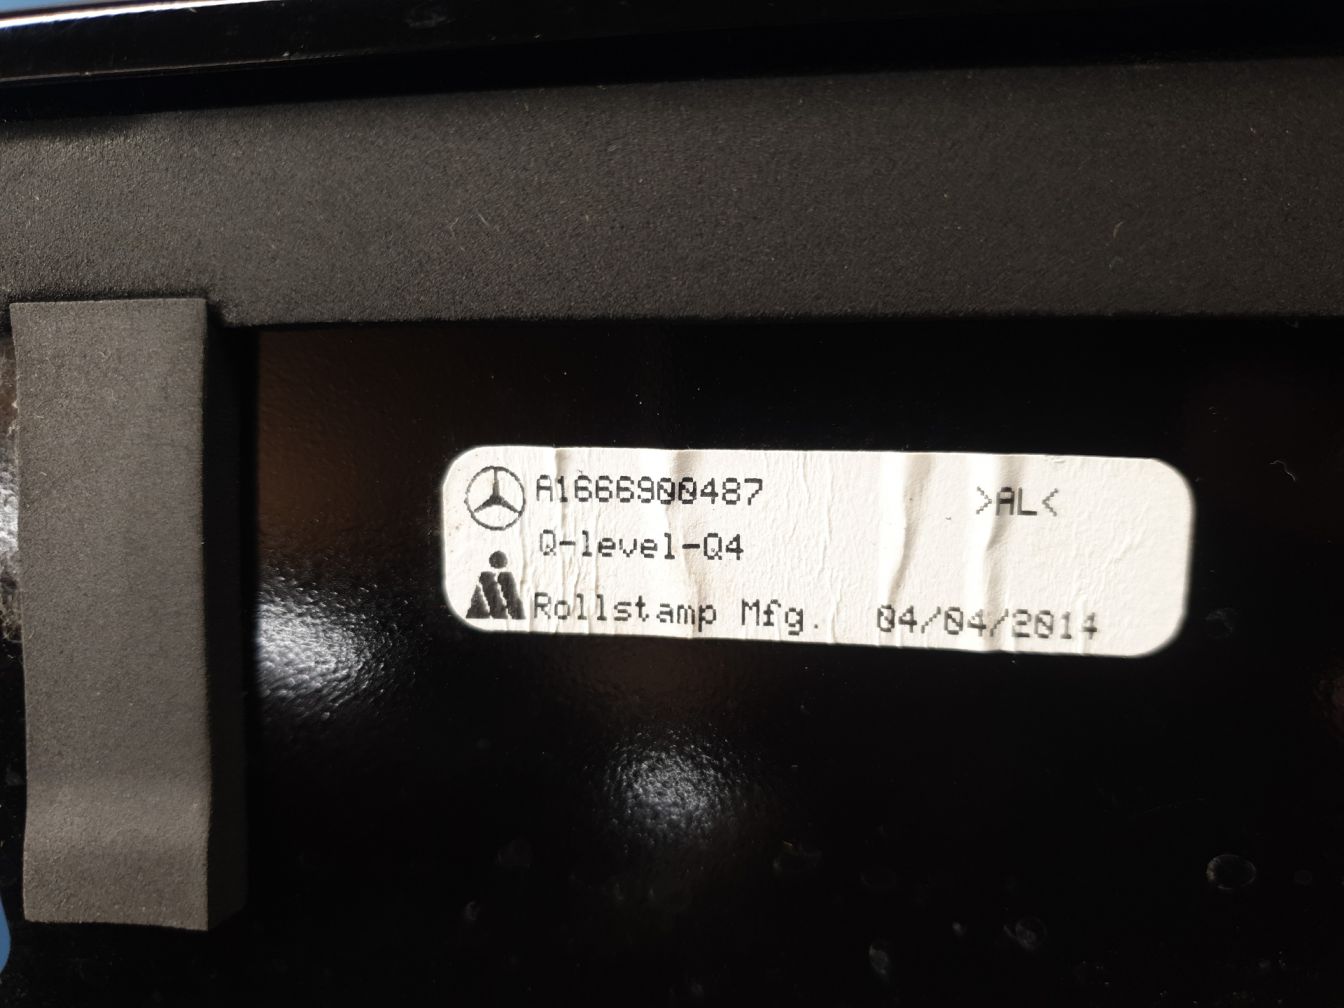 A1666900487 >AL<
Q-level-Q4
Rollstamp Mfg. 04/04/2014